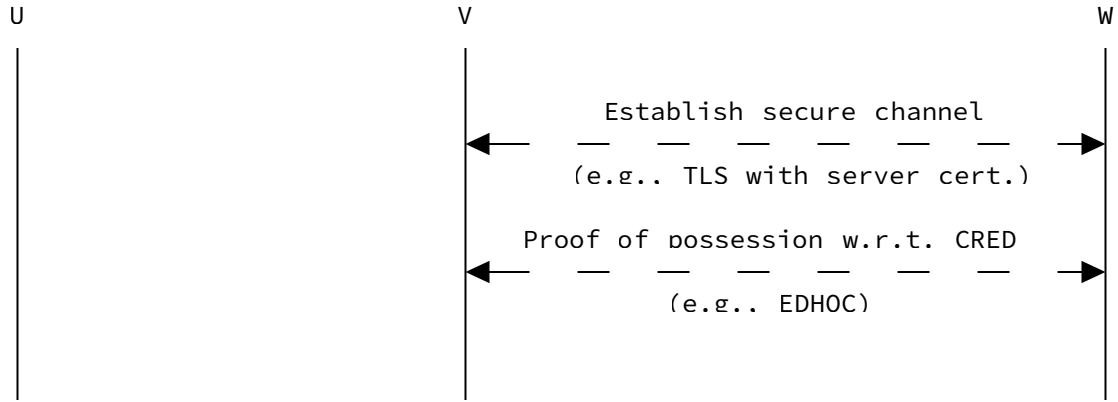 U V W
Establish secure channel
(e.g., TLS with server cert.)
Proof of possession w.r.t. CRED
(e.g., EDHOC)